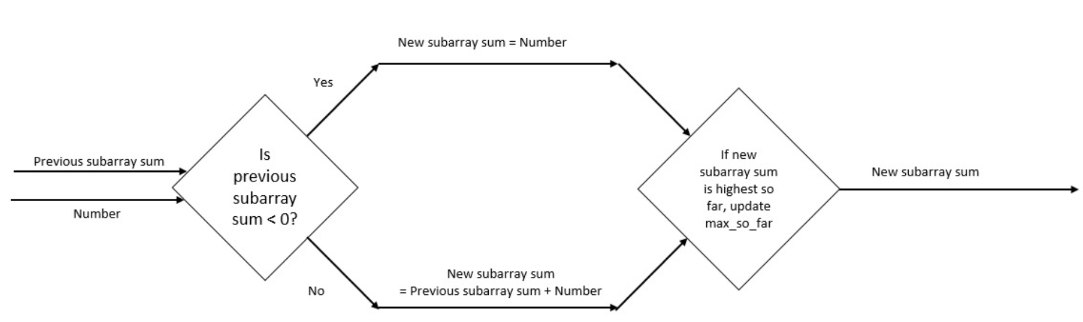 New subarray sum = Number
Yes
Previous subarray sum
Number
Is
previous
subarray
sum < 0?
No
New subarray sum
= Previous subarray sum + Number
If new
subarray sum
is highest so
far, update
max_so_far
New subarray sum